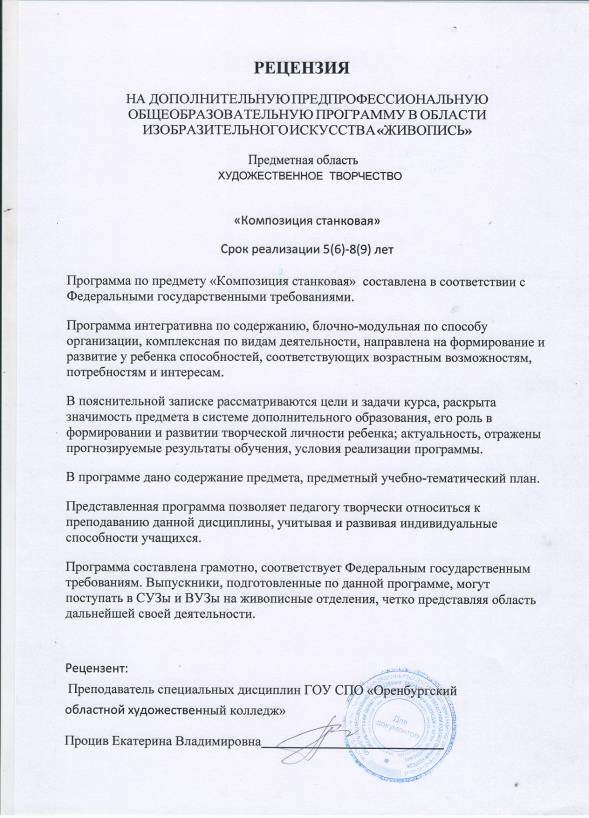 РЕЦЕНЗИЯ
НА ДОПОЛНИТЕЛЬНУЮ ПРЕДПРОФЕССИОНАЛЬНУЮ
ОБЩЕОБРАЗОВАТЕЛЬНУЮ ПРОГРАММУ В ОБЛАСТИ
ИЗОБРАЗИТЕЛЬНОГО ИСКУССТВА «ЖИВОПИСЬ»
Предметная область
ХУДОЖЕСТВЕННОЕ ТВОРЧЕСТВО
«Композиция станковая»
Срок реализации 5(6)-8(9) лет
Программа по предмету «Композиция станковая» составлена в соответствии с
Федеральными государственными требованиями.
Программа интегративна по содержанию, блочно-модульная по способу
организации, комплексная по видам деятельности, направлена на формирование и
развитие у ребенка способностей, соответствующих возрастным возможностям,
потребностям и интересам.
В пояснительной записке рассматриваются цели и задачи курса, раскрыта
значимость предмета в системе дополнительного образования, его роль в
формировании и развитии творческой личности ребенка; актуальность, отражены
прогнозируемые результаты обучения, условия реализации программы.
В программе дано содержание предмета, предметный учебно-тематический план.
Представленная программа позволяет педагогу творчески относиться к
преподаванию данной дисциплины, учитывая и развивая индивидуальные
способности учащихся.
Программа составлена грамотно, соответствует Федеральным государственным
требованиям. Выпускники, подготовленные по данной программе, могут
поступать в СУЗы и ВУЗы на живописные отделения, четко представляя область
дальнейшей своей деятельности.
Рецензент:
Преподаватель специальных дисциплин ГОУ СПО «Оренбургский
областной художественный колледж»
Процив Екатерина Владимировна
Для
документов